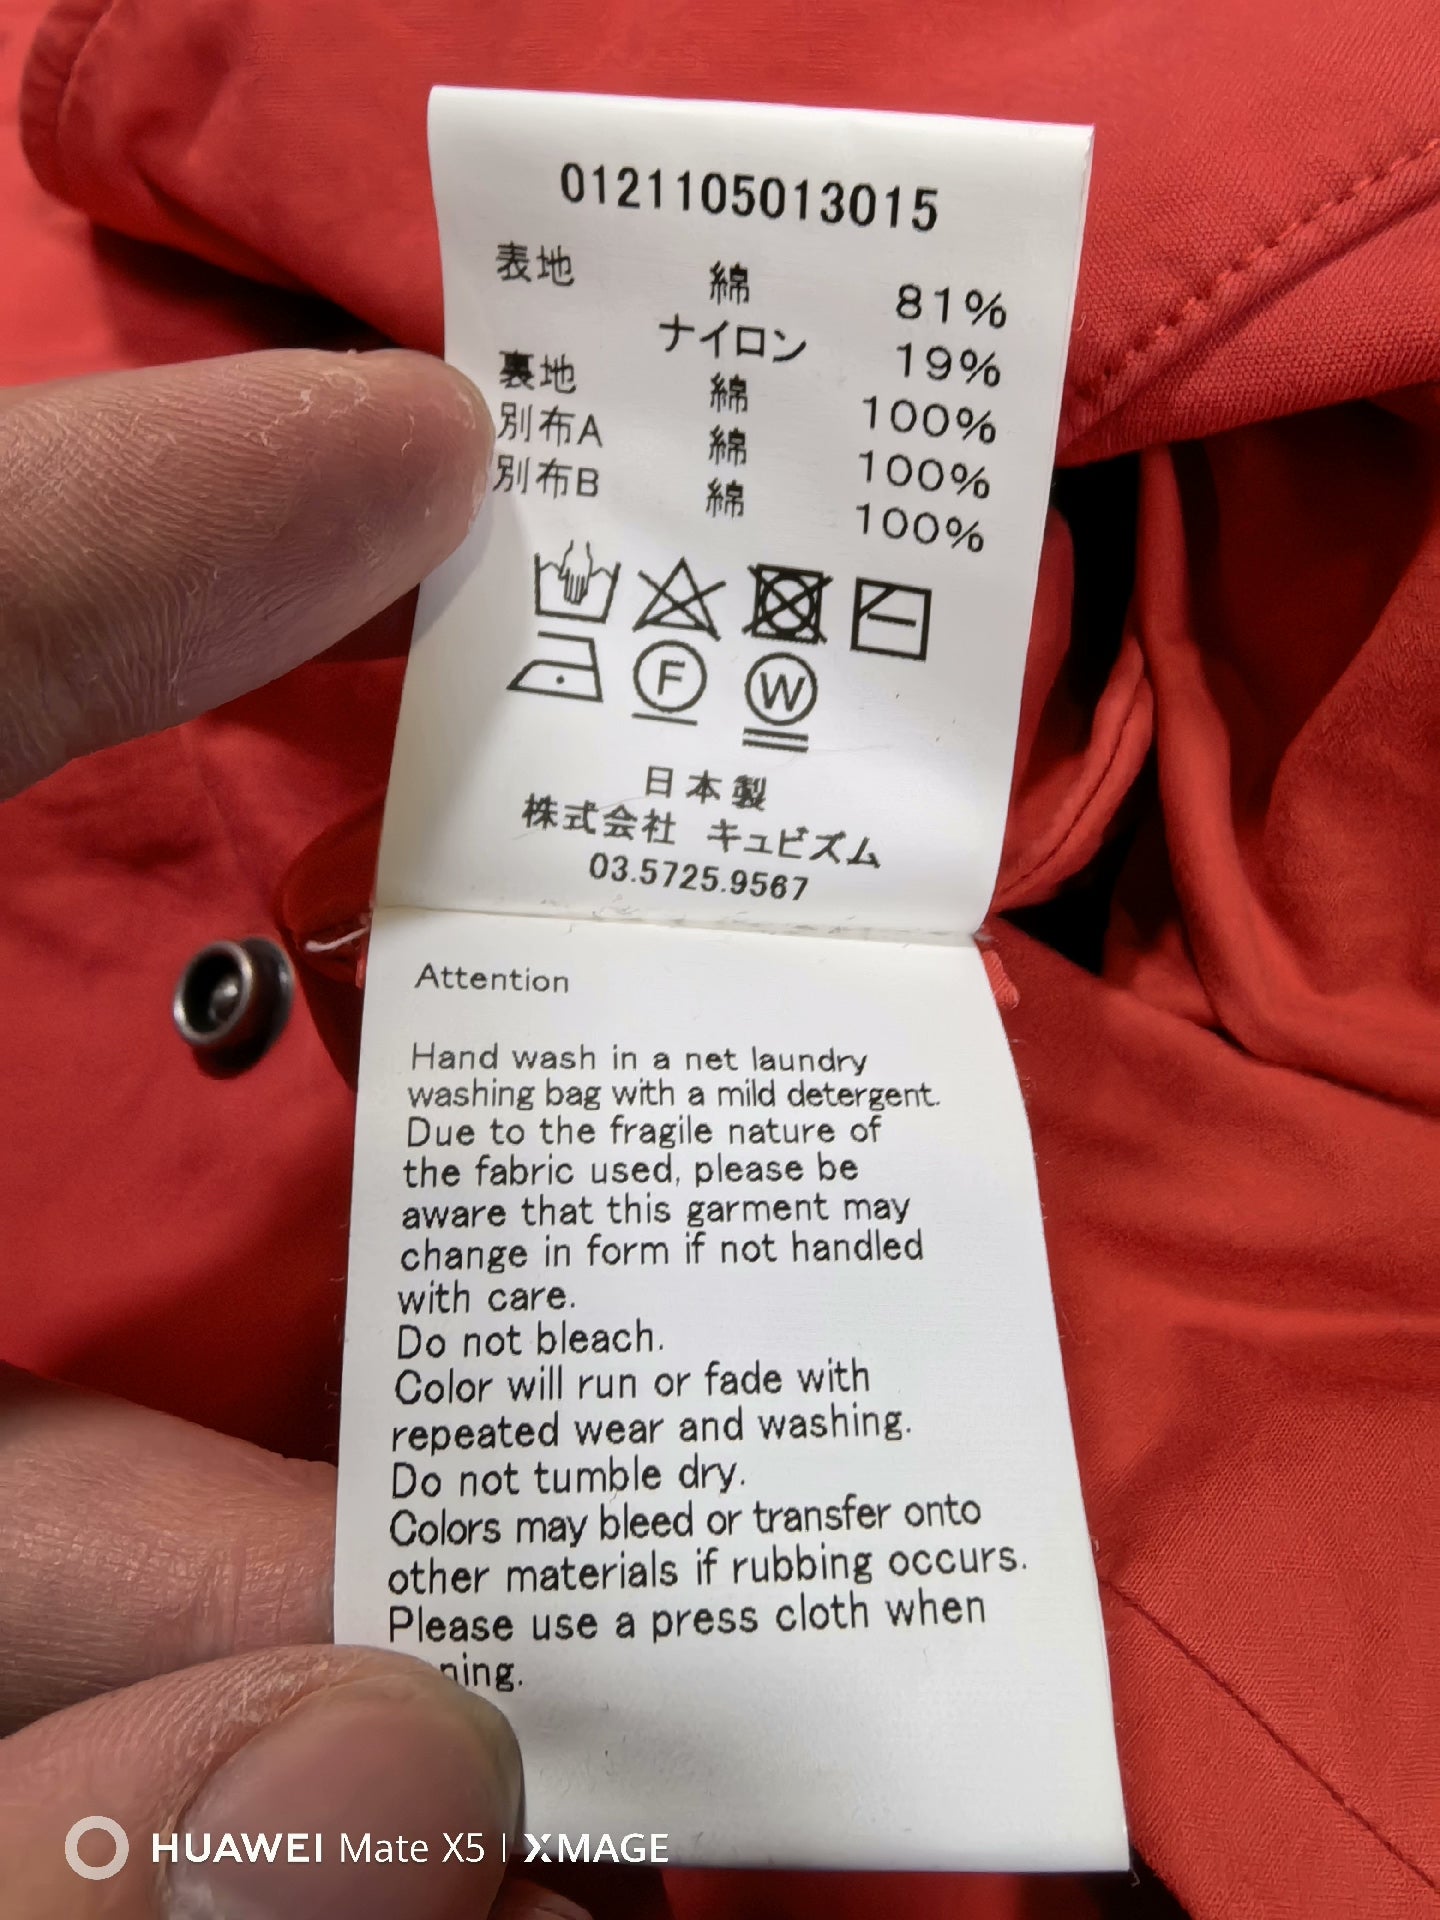 0121105013015
表地 綿 81%
ナイロン 19%
裏地 綿 100%
別布A 綿 100%
別布B 綿 100%
F W
日本製
株式会社 キュビズム
03.5725.9567
Attention
Hand wash in a net laundry
washing bag with a mild detergent.
Due to the fragile nature of
the fabric used, please be
aware that this garment may
change in form if not handled
with care.
Do not bleach.
Color will run or fade with
repeated wear and washing.
Do not tumble dry.
Colors may bleed or transfer onto
other materials if rubbing occurs.
Please use a press cloth when
HUAWEI Mate X5 | XMAGE